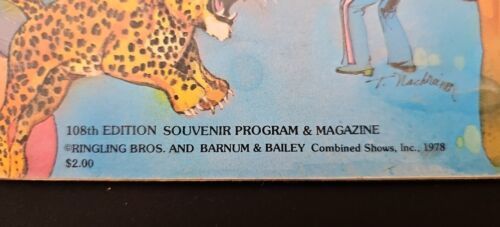 108th EDITION SOUVENIR PROGRAM & MAGAZINE
©RINGLING BROS. AND BARNUM & BAILEY Combined Shows, Inc., 1978
$2.00